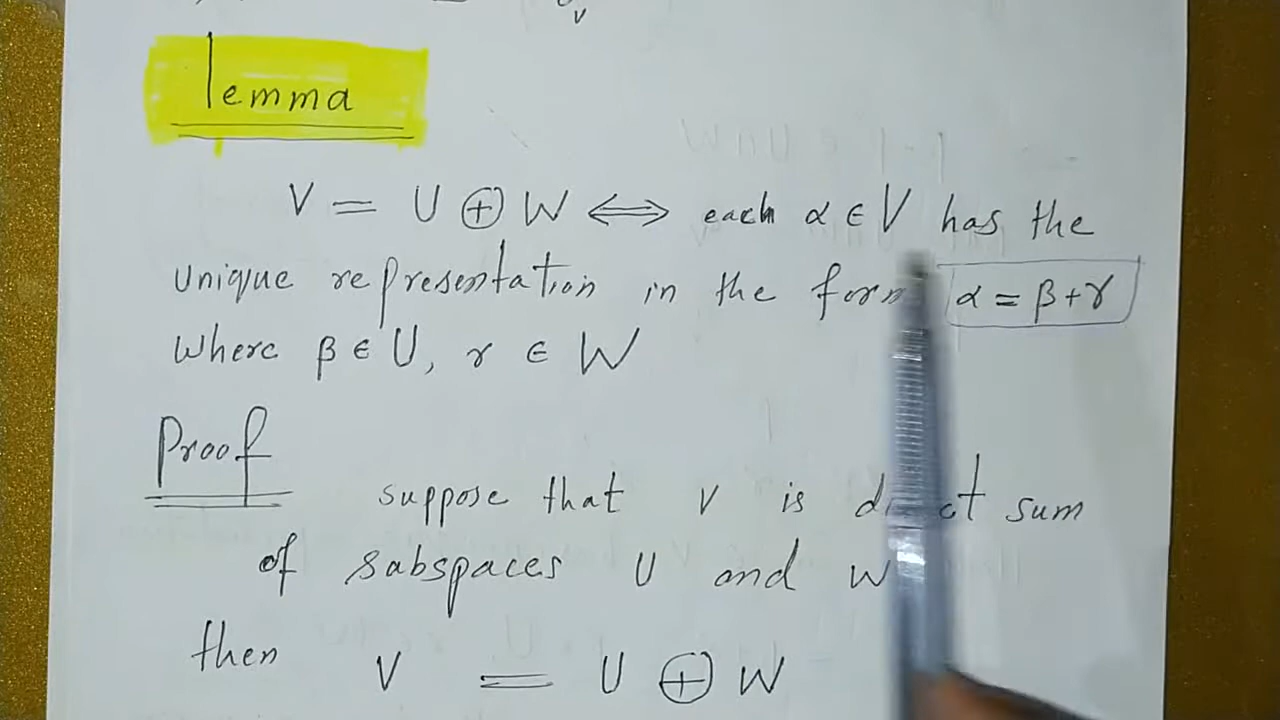 lemma
V = U ⊕ W ⟺ each α ∈ V has the
unique representation in the form α = β + γ
Where β ∈ U, γ ∈ W
Proof
suppose that V is direct sum
of subspaces U and W
then V = U ⊕ W